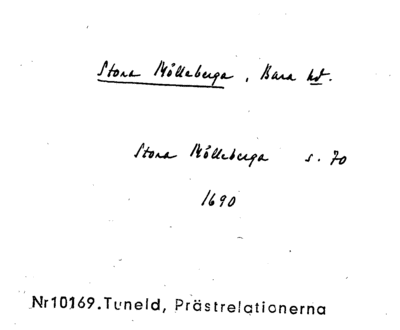 Stora Mölleberga, Bara hd.
Stora Mölleberga s. 70
1690
Nr10169.Tuneld, Prästrelationerna